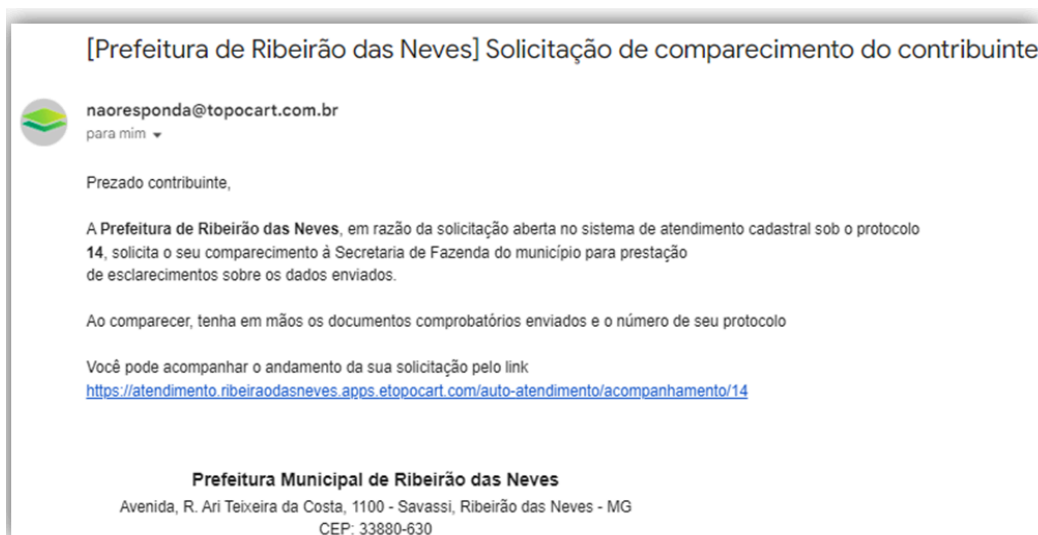 [Prefeitura de Ribeirão das Neves] Solicitação de comparecimento do contribuinte
naoresponda@topocart.com.br
para mim
Prezado contribuinte,
A Prefeitura de Ribeirão das Neves, em razão da solicitação aberta no sistema de atendimento cadastral sob o protocolo
14, solicita o seu comparecimento à Secretaria de Fazenda do município para prestação
de esclarecimentos sobre os dados enviados.
Ao comparecer, tenha em mãos os documentos comprobatórios enviados e o número de seu protocolo
Você pode acompanhar o andamento da sua solicitação pelo link
https://atendimento.ribeiraodasneves.apps.etopocart.com/auto-atendimento/acompanhamento/14
Prefeitura Municipal de Ribeirão das Neves
Avenida, R. Ari Teixeira da Costa, 1100 - Savassi, Ribeirão das Neves - MG
CEP: 33880-630